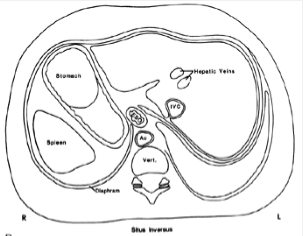 Stomach
Hepatic Veins
IVC
Ao
Spleen
Vert.
Diaphram
R
L
Situs Inversus